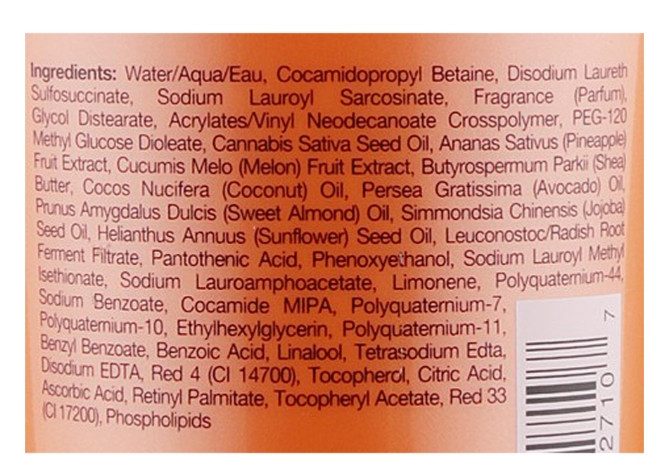 Ingredients: Water/Aqua/Eau, Cocamidopropyl Betaine, Disodium Laureth
Sulfosuccinate, Sodium Lauroyl Sarcosinate, Fragrance (Parfum),
Glycol Distearate, Acrylates/Vinyl Neodecanoate Crosspolymer, PEG-120
Methyl Glucose Dioleate, Cannabis Sativa Seed Oil, Ananas Sativus (Pineapple)
Fruit Extract, Cucumis Melo (Melon) Fruit Extract, Butyrospermum Parkii (Shea)
Butter, Cocos Nucifera (Coconut) Oil, Persea Gratissima (Avocado) Oil,
Prunus Amygdalus Dulcis (Sweet Almond) Oil, Simmondsia Chinensis (Jojoba)
Seed Oil, Helianthus Annuus (Sunflower) Seed Oil, Leuconostoc/Radish Root
Ferment Filtrate, Pantothenic Acid, Phenoxyethanol, Sodium Lauroyl Methyl
Isethionate, Sodium Lauroamphoacetate, Limonene, Polyquaternium-44,
Sodium Benzoate, Cocamide MIPA, Polyquaternium-7,
Polyquaternium-10, Ethylhexylglycerin, Polyquaternium-11,
Benzyl Benzoate, Benzoic Acid, Linalool, Tetrasodium Edta,
Disodium EDTA, Red 4 (CI 14700), Tocopherol, Citric Acid,
Ascorbic Acid, Retinyl Palmitate, Tocopheryl Acetate, Red 33
(CI 17200), Phospholipids
2710 7